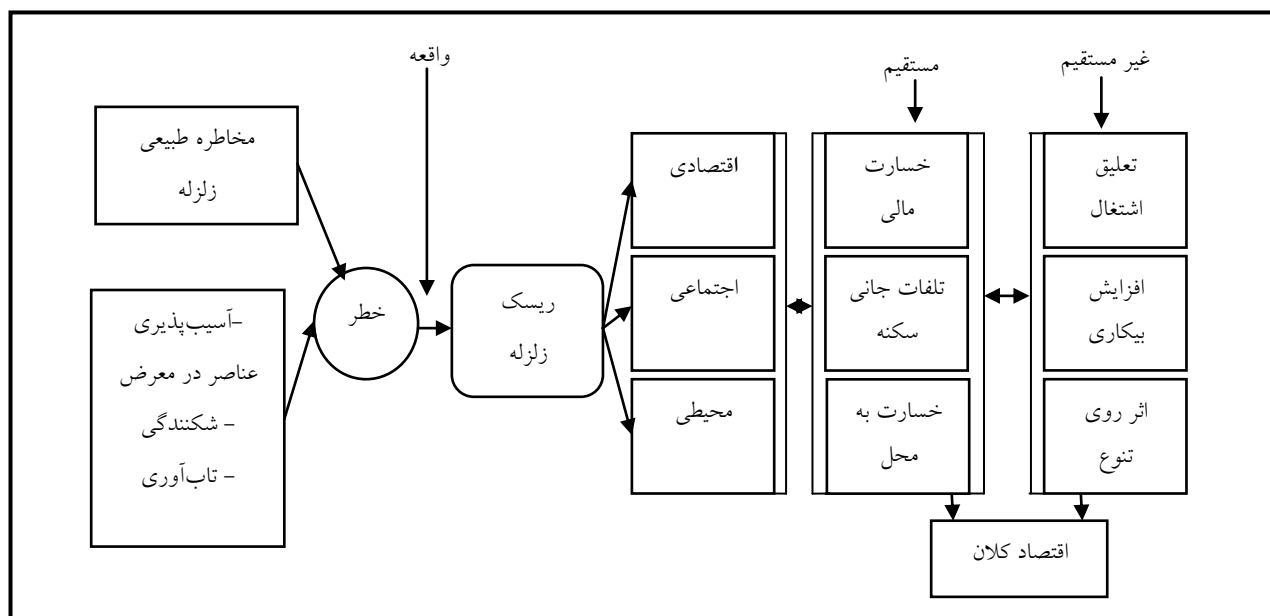 واقعه
مستقیم
غیر مستقیم
مخاطره طبیعی
زلزله
-آسیب‌پذیری
عناصر در معرض
- شکنندگی
- تاب‌آوری
خطر
ریسک
زلزله
اقتصادی
اجتماعی
محیطی
خسارت
مالی
تلفات جانی
سکنه
خسارت به
محل
تعلیق
اشتغال
افزایش
بیکاری
اثر روی
تنوع
اقتصاد کلان